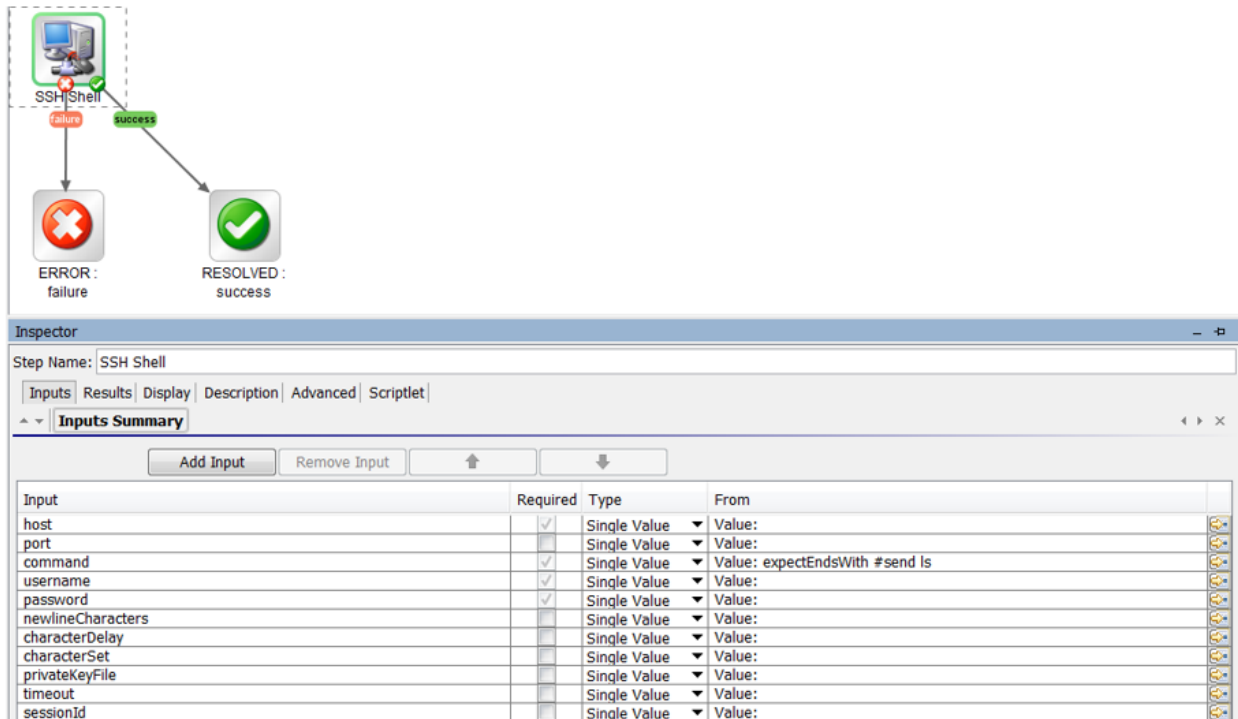 SSH Shell
failure
success
ERROR :
failure
RESOLVED :
success
Inspector
Step Name: SSH Shell
Inputs Results Display Description Advanced Scriptlet
Inputs Summary
Add Input Remove Input
Input Required Type From
host Single Value Value:
port Single Value Value:
command Single Value Value: expectEndsWith #send ls
username Single Value Value:
password Single Value Value:
newlineCharacters Single Value Value:
characterDelay Single Value Value:
characterSet Single Value Value:
privateKeyFile Single Value Value:
timeout Single Value Value:
sessionId Single Value Value: